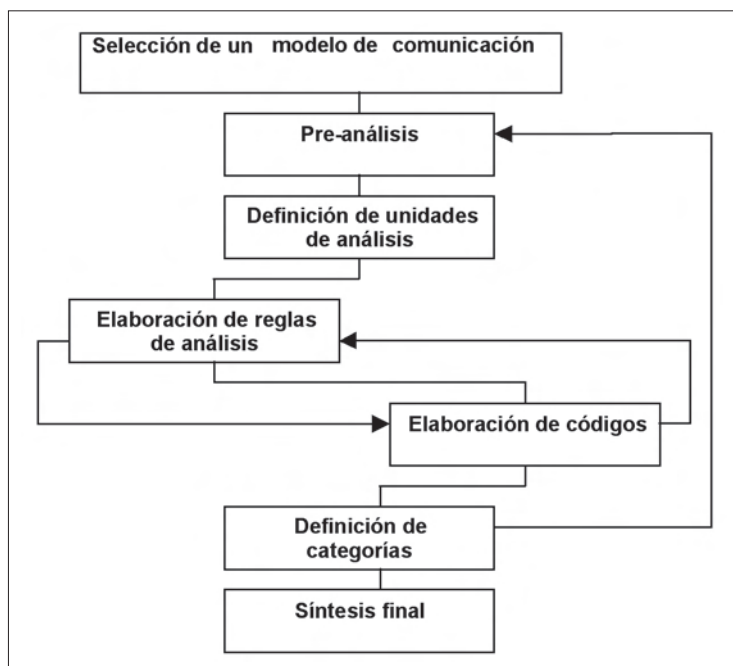 Selección de un modelo de comunicación
Pre-análisis
Definición de unidades
de análisis
Elaboración de reglas
de análisis
Elaboración de códigos
Definición de
categorías
Síntesis final